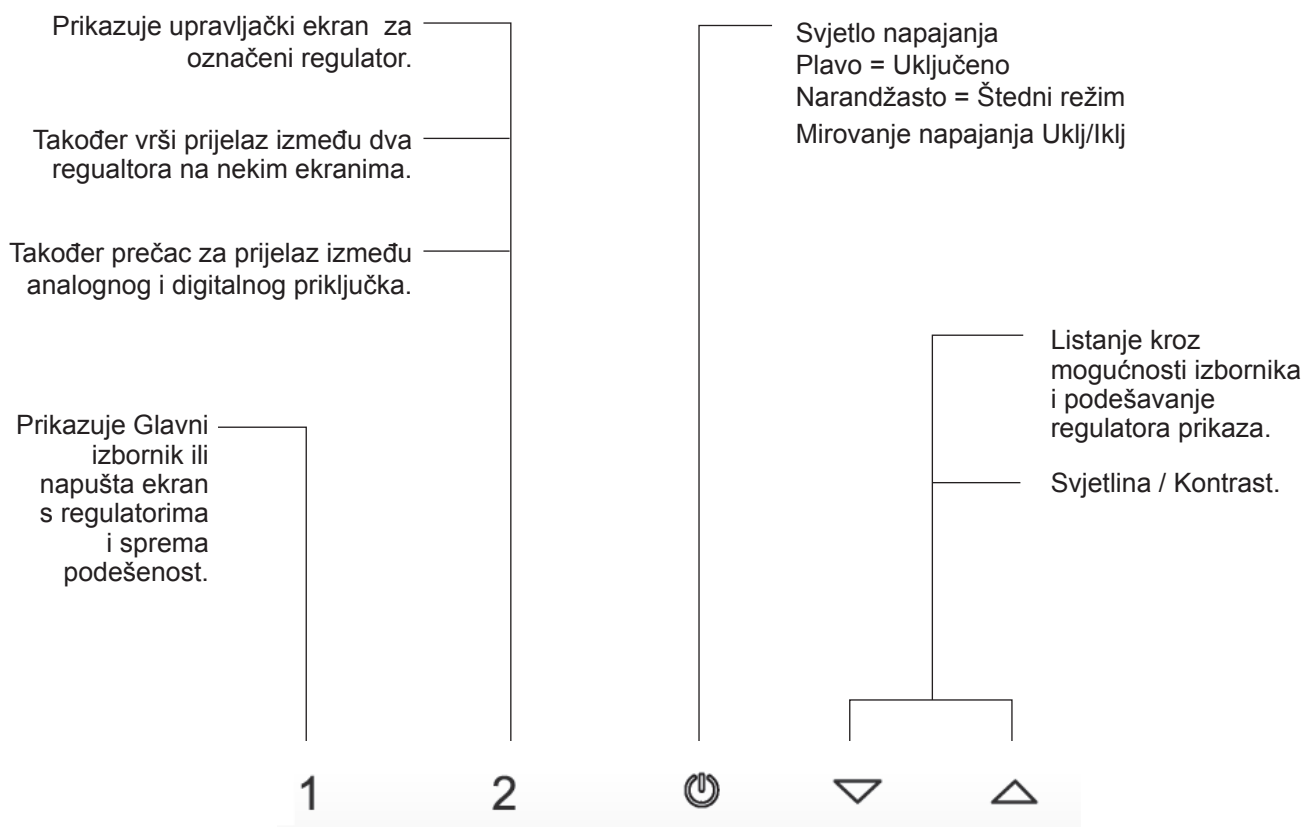 Prikazuje upravljački ekran  za
označeni regulator.
Također vrši prijelaz između dva
regualtora na nekim ekranima.
Također prečac za prijelaz između
analognog i digitalnog priključka.
Prikazuje Glavni
izbornik ili
napušta ekran
s regulatorima
i sprema
podešenost.
Svjetlo napajanja
Plavo = Uključeno
Narandžasto = Štedni režim
Mirovanje napajanja Uklj/Iklj
Listanje kroz
mogućnosti izbornika
i podešavanje
regulatora prikaza.
Svjetlina / Kontrast.
1 2